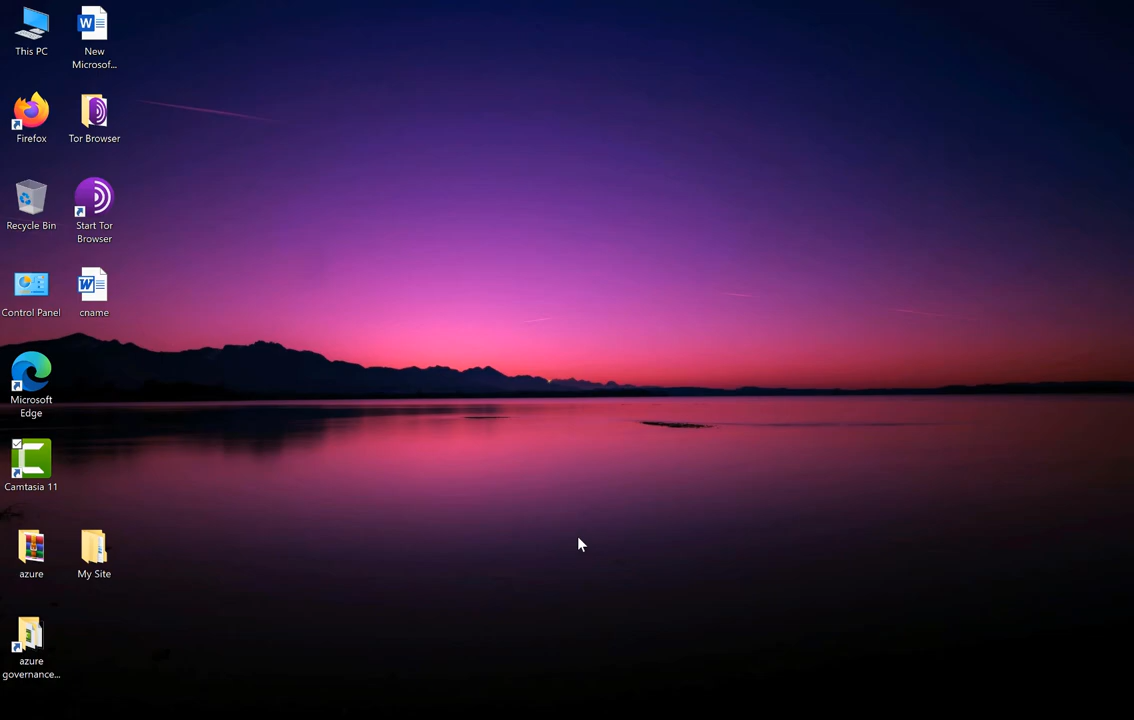 This PC
New
Microsof...
Firefox
Tor Browser
Recycle Bin
Start Tor
Browser
Control Panel
cname
Microsoft
Edge
Camtasia 11
azure
My Site
azure
governance...